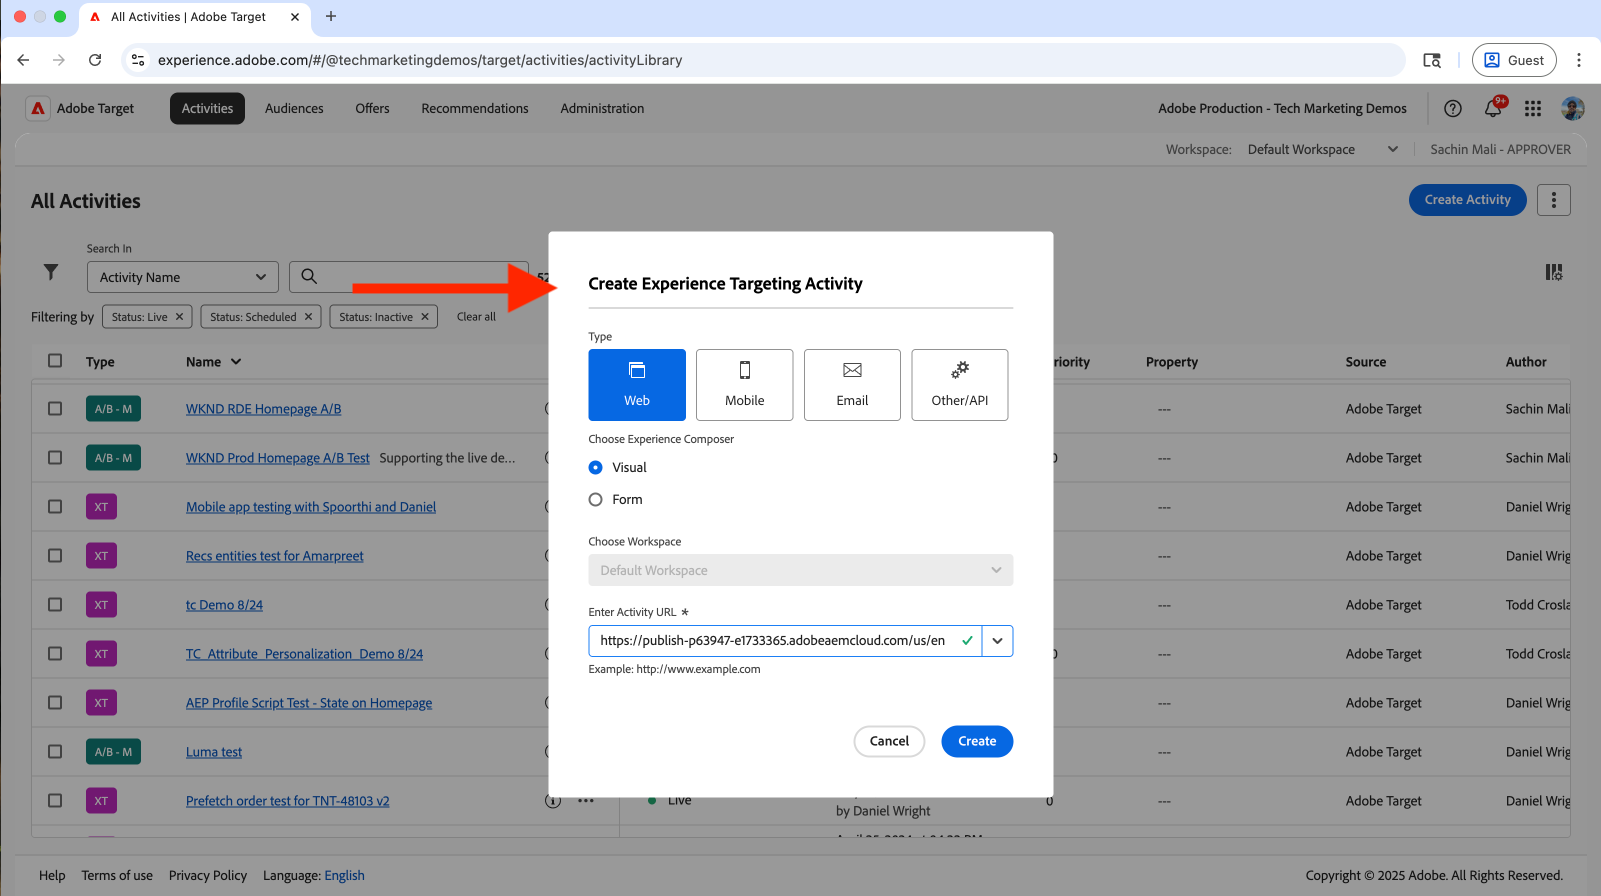 All Activities | Adobe Target
experience.adobe.com/#/@techmarketingdemos/target/activities/activityLibrary
Guest
Adobe Target
Activities
Audiences
Offers
Recommendations
Administration
Adobe Production - Tech Marketing Demos
9+
Workspace:
Default Workspace
Sachin Mali - APPROVER
All Activities
Create Activity
Search In
Activity Name
52
Filtering by
Status: Live
Status: Scheduled
Status: Inactive
Clear all
Type
Name
Property
Source
Author
A/B - M
WKND RDE Homepage A/B
---
Adobe Target
Sachin Mali
A/B - M
WKND Prod Homepage A/B Test
Supporting the live de...
---
Adobe Target
Sachin Mali
XT
Mobile app testing with Spoorthi and Daniel
---
Adobe Target
Daniel Wrig
XT
Recs entities test for Amarpreet
---
Adobe Target
Daniel Wrig
XT
tc Demo 8/24
---
Adobe Target
Todd Crosla
XT
TC_Attribute_Personalization_Demo 8/24
---
Adobe Target
Todd Crosla
XT
AEP Profile Script Test - State on Homepage
---
Adobe Target
Daniel Wrig
A/B - M
Luma test
---
Adobe Target
Daniel Wrig
XT
Prefetch order test for TNT-48103 v2
Live
by Daniel Wright
0
---
Adobe Target
Daniel Wrig
Create Experience Targeting Activity
Type
Web
Mobile
Email
Other/API
Choose Experience Composer
Visual
Form
Choose Workspace
Default Workspace
Enter Activity URL *
https://publish-p63947-e1733365.adobeaemcloud.com/us/en
Example: http://www.example.com
Cancel
Create
Help
Terms of use
Privacy Policy
Language: English
Copyright © 2025 Adobe. All Rights Reserved.